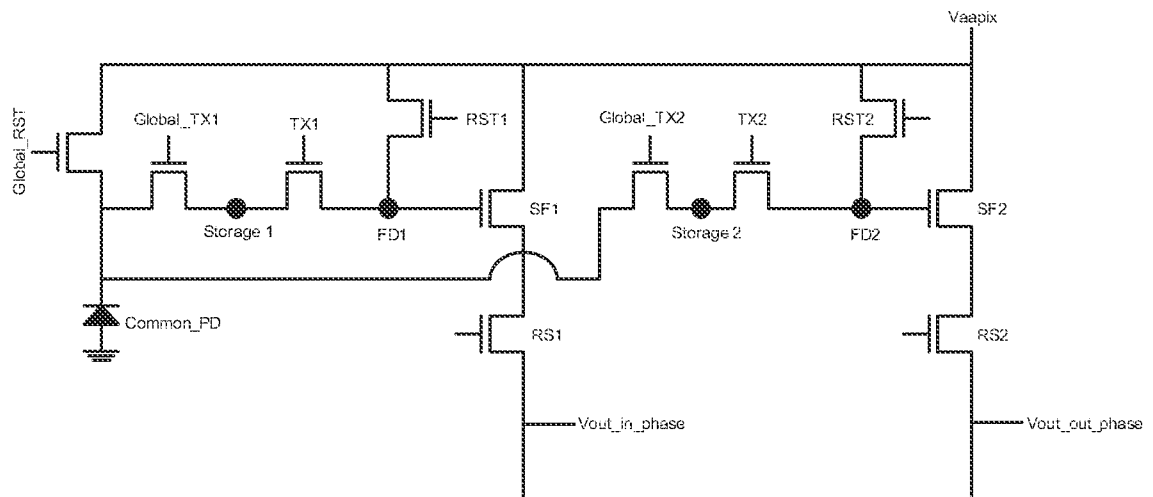 Vaapix
Global_RST
Global_TX1
TX1
RST1
Global_TX2
TX2
RST2
Storage 1
FD1
SF1
Storage 2
FD2
SF2
Common_PD
RS1
RS2
Vout_in_phase
Vout_out_phase